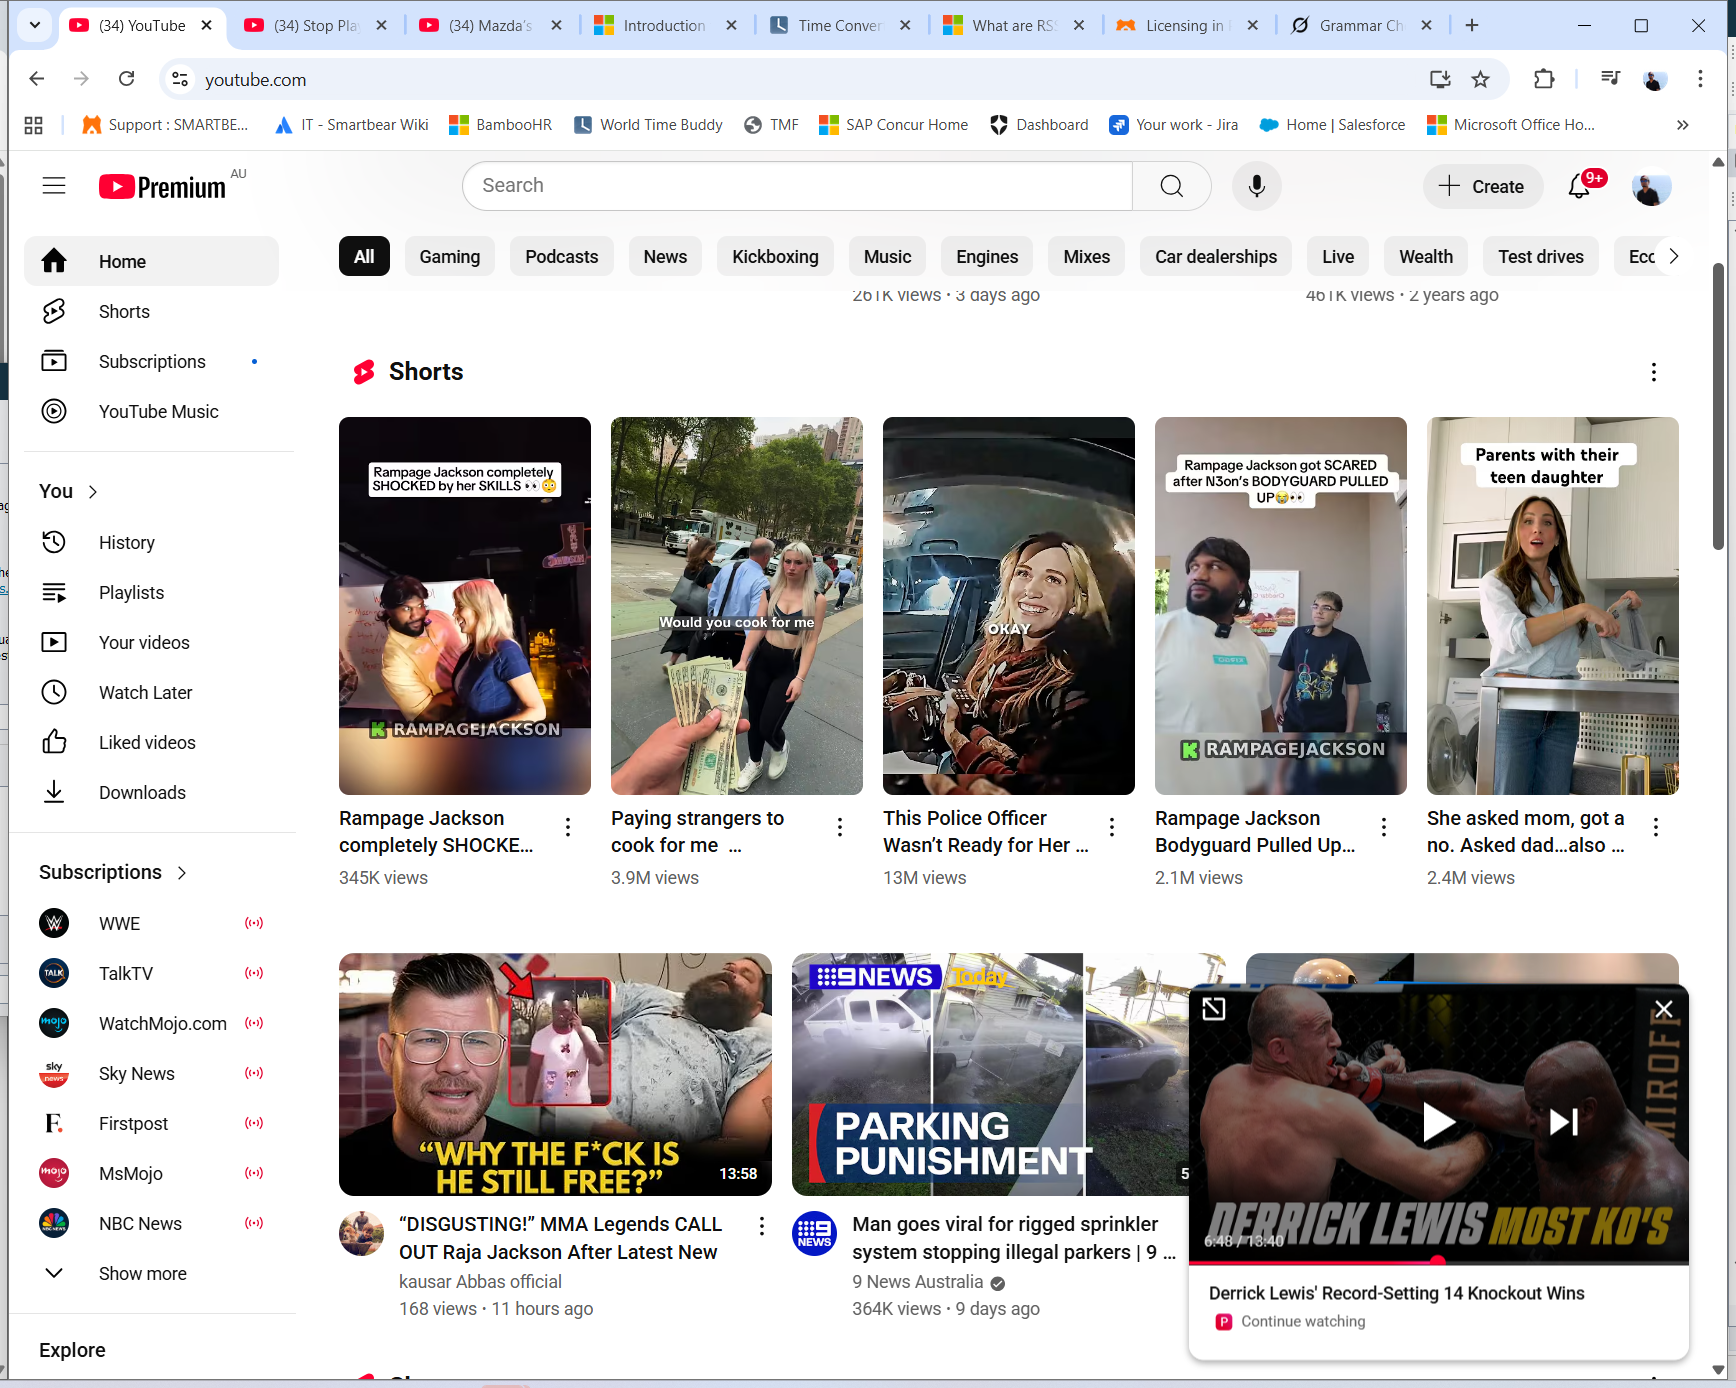 (34) YouTube
(34) Stop Pla
(34) Mazda's
Introduction
Time Conver
What are RS
Licensing in
Grammar Ch
youtube.com
Support : SMARTBE...
IT - Smartbear Wiki
BambooHR
World Time Buddy
TMF
SAP Concur Home
Dashboard
Your work - Jira
Home | Salesforce
Microsoft Office Ho...
Premium AU
Search
Create
9+
Home
Shorts
Subscriptions
YouTube Music
You
History
Playlists
Your videos
Watch Later
Liked videos
Downloads
Subscriptions
WWE
TALK
TalkTV
mojo
WatchMojo.com
sky news
Sky News
F.
Firstpost
mojo
MsMojo
NBC News
Show more
Explore
All
Gaming
Podcasts
News
Kickboxing
Music
Engines
Mixes
Car dealerships
Live
Wealth
Test drives
Ecc
261K views • 3 days ago
461K views • 2 years ago
Shorts
Rampage Jackson completely
SHOCKED by her SKILLS 👀😳
K RAMPAGEJACKSON
Rampage Jackson
completely SHOCKE...
345K views
Would you cook for me
Paying strangers to
cook for me ...
3.9M views
OKAY
This Police Officer
Wasn't Ready for Her ...
13M views
Rampage Jackson got SCARED
after N3on's BODYGUARD PULLED
UP😭👀
K RAMPAGEJACKSON
Rampage Jackson
Bodyguard Pulled Up...
2.1M views
Parents with their
teen daughter
She asked mom, got a
no. Asked dad...also ...
2.4M views
"WHY THE F*CK IS
HE STILL FREE?"
13:58
"DISGUSTING!" MMA Legends CALL
OUT Raja Jackson After Latest New
kausar Abbas official
168 views • 11 hours ago
9NEWS Today
PARKING
PUNISHMENT
5
9 NEWS
Man goes viral for rigged sprinkler
system stopping illegal parkers | 9 ...
9 News Australia
364K views • 9 days ago
MIROFF
DERRICK LEWIS MOST KO'S
6:48 / 13:40
Derrick Lewis' Record-Setting 14 Knockout Wins
P Continue watching